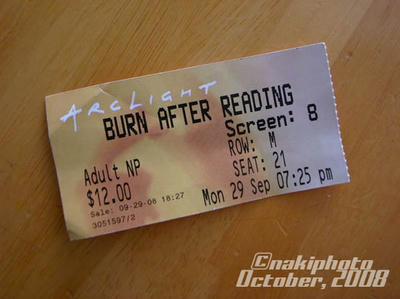 ArcLight
BURN AFTER READING
Screen: 8
ROW: M
Adult NP
SEAT: 21
$12.00
Mon 29 Sep 07:25 pm
Sale: 09-29-08 18:27
3051597/2
©nakiphoto
October, 2008